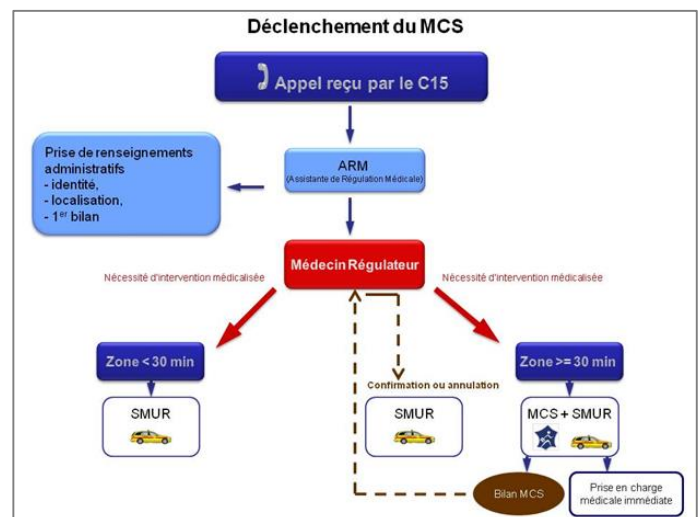 Déclenchement du MCS
Appel reçu par le C15
Prise de renseignements
administratifs
- identité,
- localisation,
- 1er bilan
ARM
(Assistante de Régulation Médicale)
Médecin Régulateur
Nécessité d'intervention médicalisée
Nécessité d'intervention médicalisée
Zone < 30 min
Zone >= 30 min
Confirmation ou annulation
SMUR
SMUR
MCS + SMUR
Bilan MCS
Prise en charge
médicale immédiate